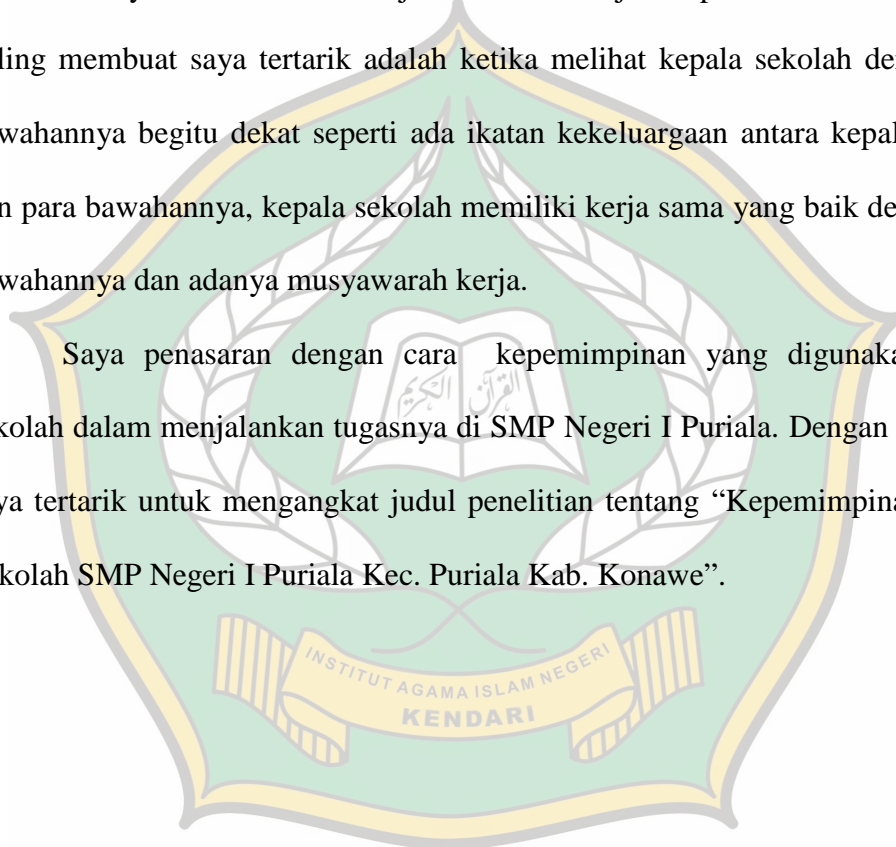 ling membuat saya tertarik adalah ketika melihat kepala sekolah de
wahannya begitu dekat seperti ada ikatan kekeluargaan antara kepal
n para bawahannya, kepala sekolah memiliki kerja sama yang baik de
wahannya dan adanya musyawarah kerja.
Saya penasaran dengan cara kepemimpinan yang digunaka
kolah dalam menjalankan tugasnya di SMP Negeri I Puriala. Dengan
ya tertarik untuk mengangkat judul penelitian tentang “Kepemimpina
kolah SMP Negeri I Puriala Kec. Puriala Kab. Konawe”.
القرآن الكريم
INSTITUT AGAMA ISLAM NEGERI
KENDARI